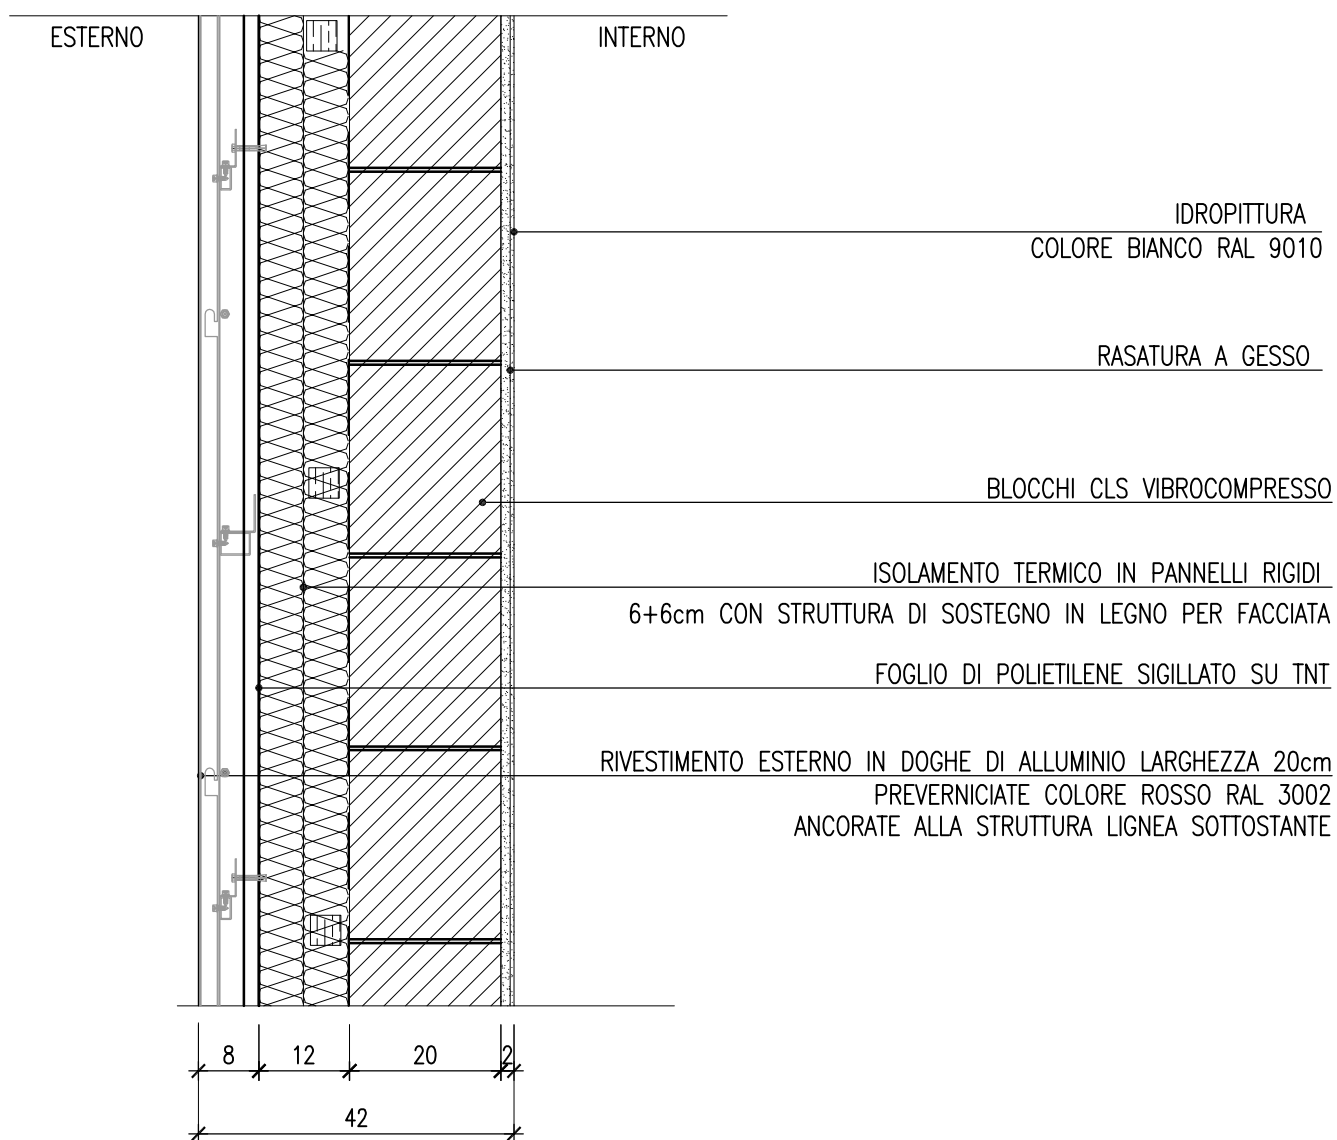 ESTERNO
INTERNO
IDROPITTURA
COLORE BIANCO RAL 9010
RASATURA A GESSO
BLOCCHI CLS VIBROCOMPRESSO
ISOLAMENTO TERMICO IN PANNELLI RIGIDI
6+6cm CON STRUTTURA DI SOSTEGNO IN LEGNO PER FACCIATA
FOGLIO DI POLIETILENE SIGILLATO SU TNT
RIVESTIMENTO ESTERNO IN DOGHE DI ALLUMINIO LARGHEZZA 20cm
PREVERNICIATE COLORE ROSSO RAL 3002
ANCORATE ALLA STRUTTURA LIGNEA SOTTOSTANTE
8 12 20 2
42